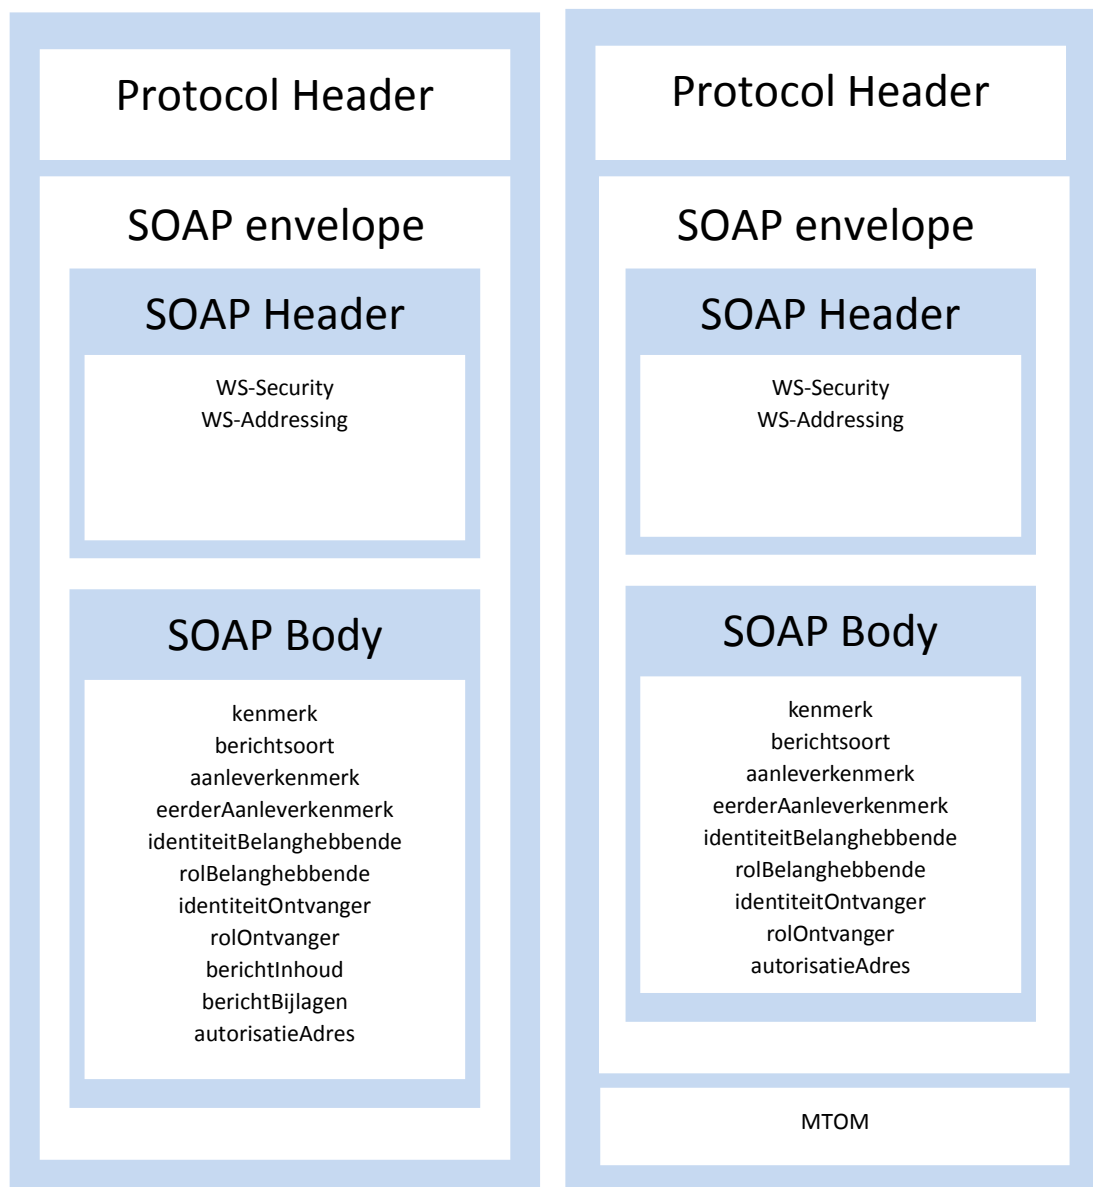 Protocol Header
SOAP envelope
SOAP Header
WS-Security
WS-Addressing
SOAP Body
kenmerk
berichtsoort
aanleverkenmerk
eerderAanleverkenmerk
identiteitBelanghebbende
rolBelanghebbende
identiteitOntvanger
rolOntvanger
berichtInhoud
berichtBijlagen
autorisatieAdres
Protocol Header
SOAP envelope
SOAP Header
WS-Security
WS-Addressing
SOAP Body
kenmerk
berichtsoort
aanleverkenmerk
eerderAanleverkenmerk
identiteitBelanghebbende
rolBelanghebbende
identiteitOntvanger
rolOntvanger
autorisatieAdres
MTOM